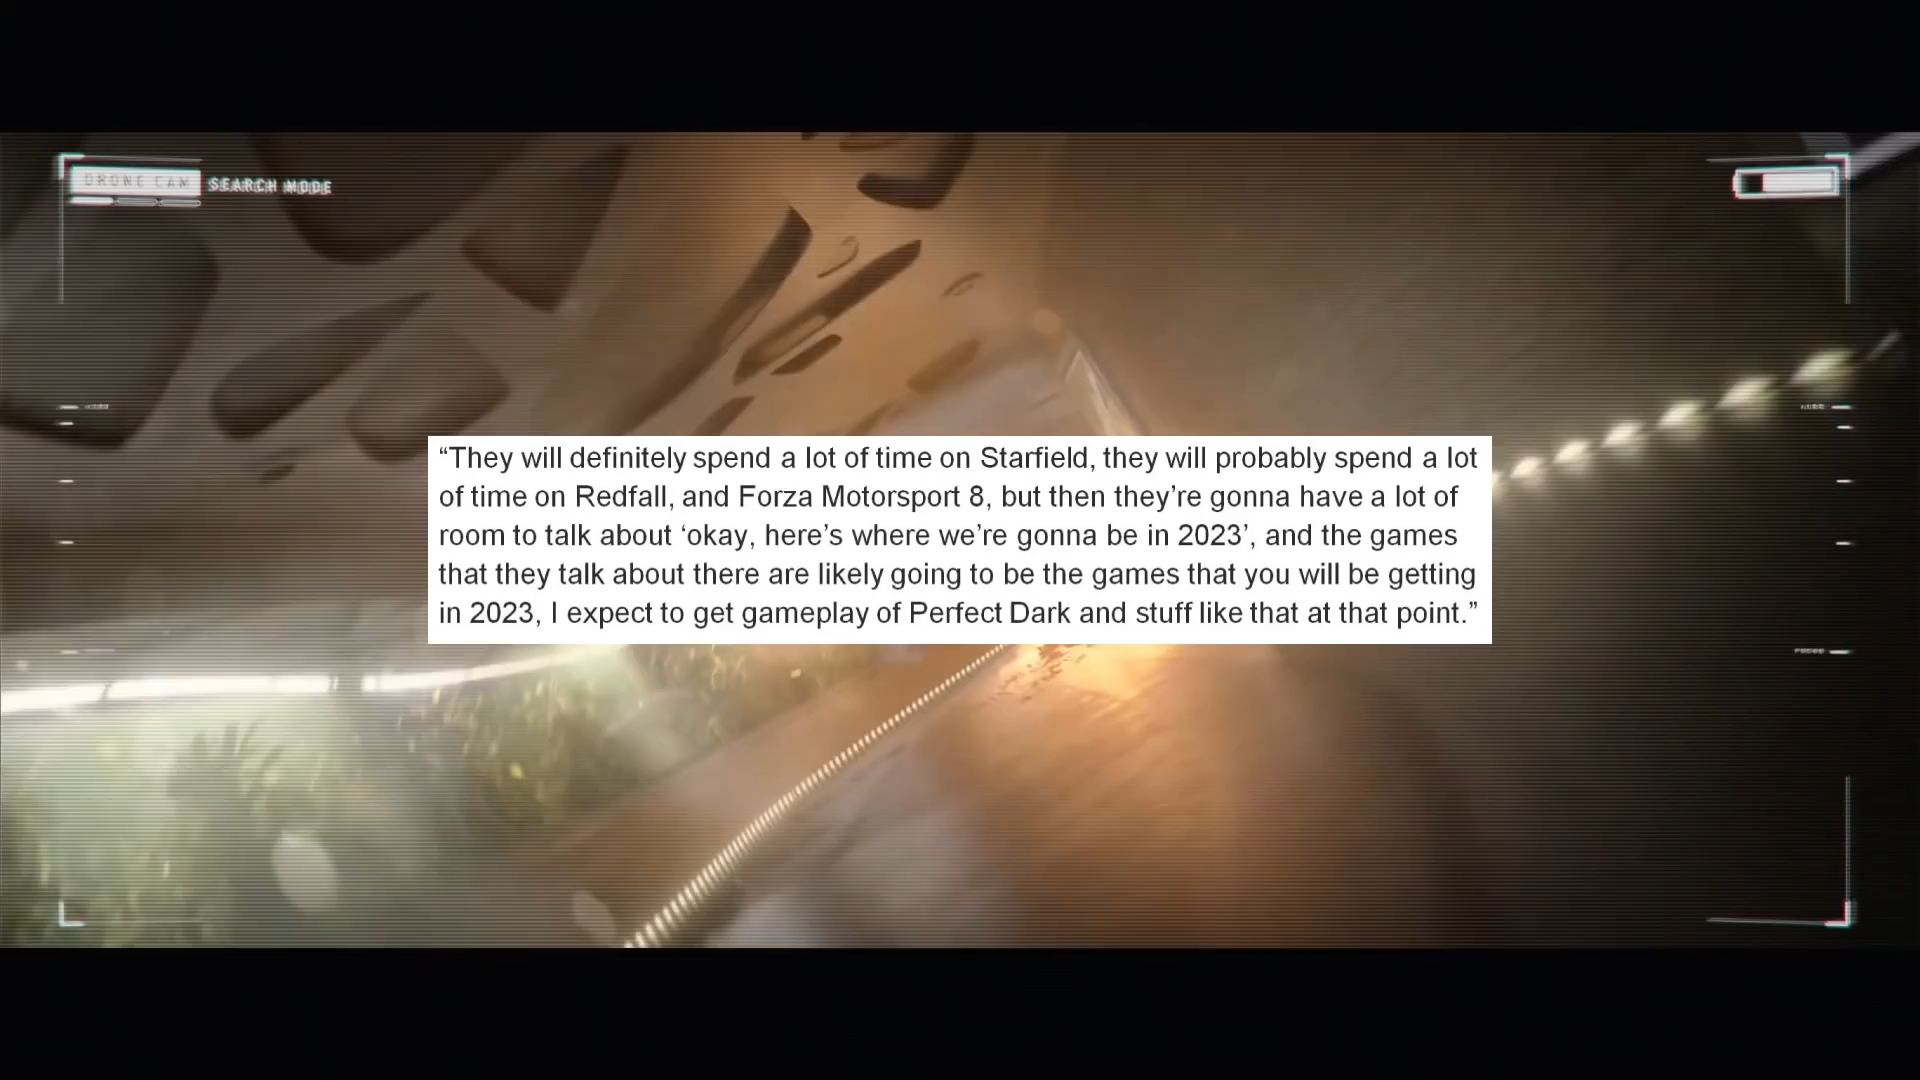 DRONE CAM SEARCH MODE
“They will definitely spend a lot of time on Starfield, they will probably spend a lot
of time on Redfall, and Forza Motorsport 8, but then they’re gonna have a lot of
room to talk about ‘okay, here’s where we’re gonna be in 2023’, and the games
that they talk about there are likely going to be the games that you will be getting
in 2023, I expect to get gameplay of Perfect Dark and stuff like that at that point.”